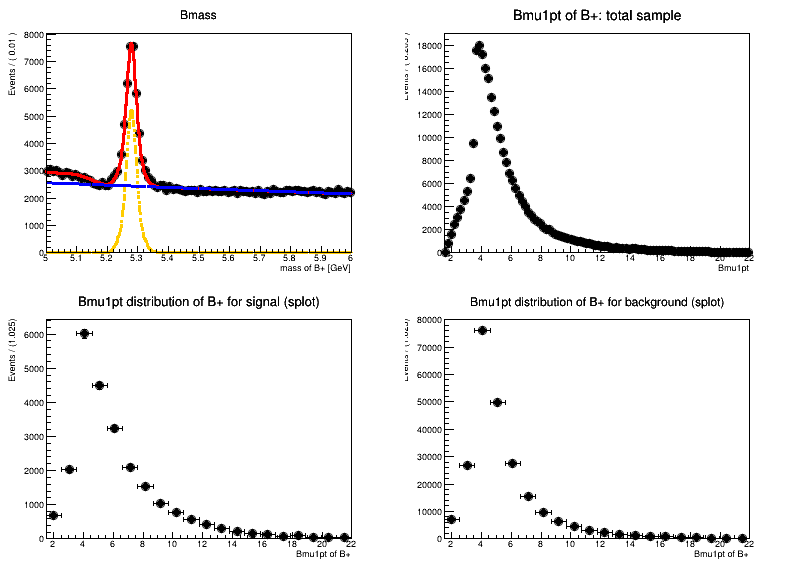 Bmass
Events / ( 0.01 )
8000
7000
6000
5000
4000
3000
2000
1000
0
5 5.1 5.2 5.3 5.4 5.5 5.6 5.7 5.8 5.9 6
mass of B+ [GeV]
Bmu1pt of B+: total sample
Events / ( 0.205 )
18000
16000
14000
12000
10000
8000
6000
4000
2000
0
2 4 6 8 10 12 14 16 18 20 22
Bmu1pt
Bmu1pt distribution of B+ for signal (splot)
Events / (1.025)
6000
5000
4000
3000
2000
1000
0
2 4 6 8 10 12 14 16 18 20 22
Bmu1pt of B+
Bmu1pt distribution of B+ for background (splot)
Events / (1.025)
80000
70000
60000
50000
40000
30000
20000
10000
0
2 4 6 8 10 12 14 16 18 20 22
Bmu1pt of B+